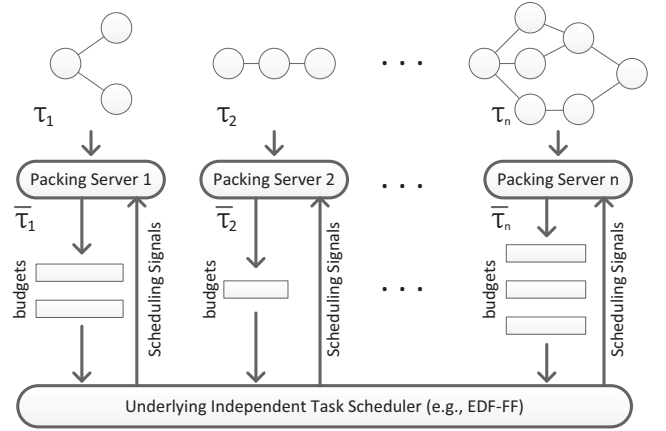 τ1 τ2 . . . τn
Packing Server 1 Packing Server 2 . . . Packing Server n
τ̅1 τ̅2 τ̅n
budgets Scheduling Signals budgets Scheduling Signals . . . budgets Scheduling Signals
Underlying Independent Task Scheduler (e.g., EDF-FF)